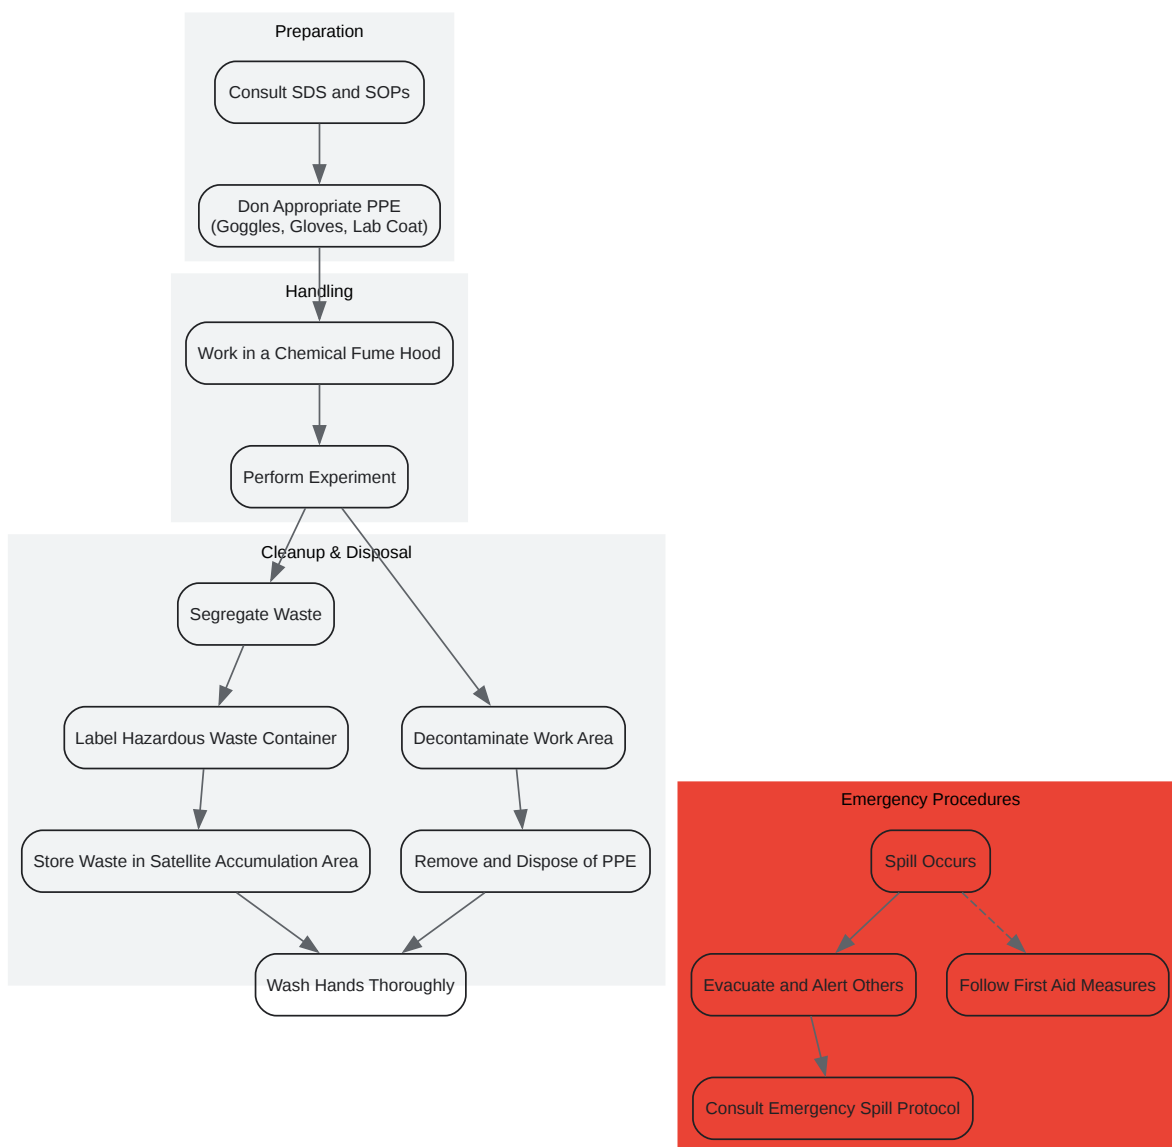 Preparation
Consult SDS and SOPs
Don Appropriate PPE
(Goggles, Gloves, Lab Coat)
Handling
Work in a Chemical Fume Hood
Perform Experiment
Cleanup & Disposal
Segregate Waste
Label Hazardous Waste Container
Decontaminate Work Area
Store Waste in Satellite Accumulation Area
Remove and Dispose of PPE
Wash Hands Thoroughly
Emergency Procedures
Spill Occurs
Evacuate and Alert Others
Follow First Aid Measures
Consult Emergency Spill Protocol